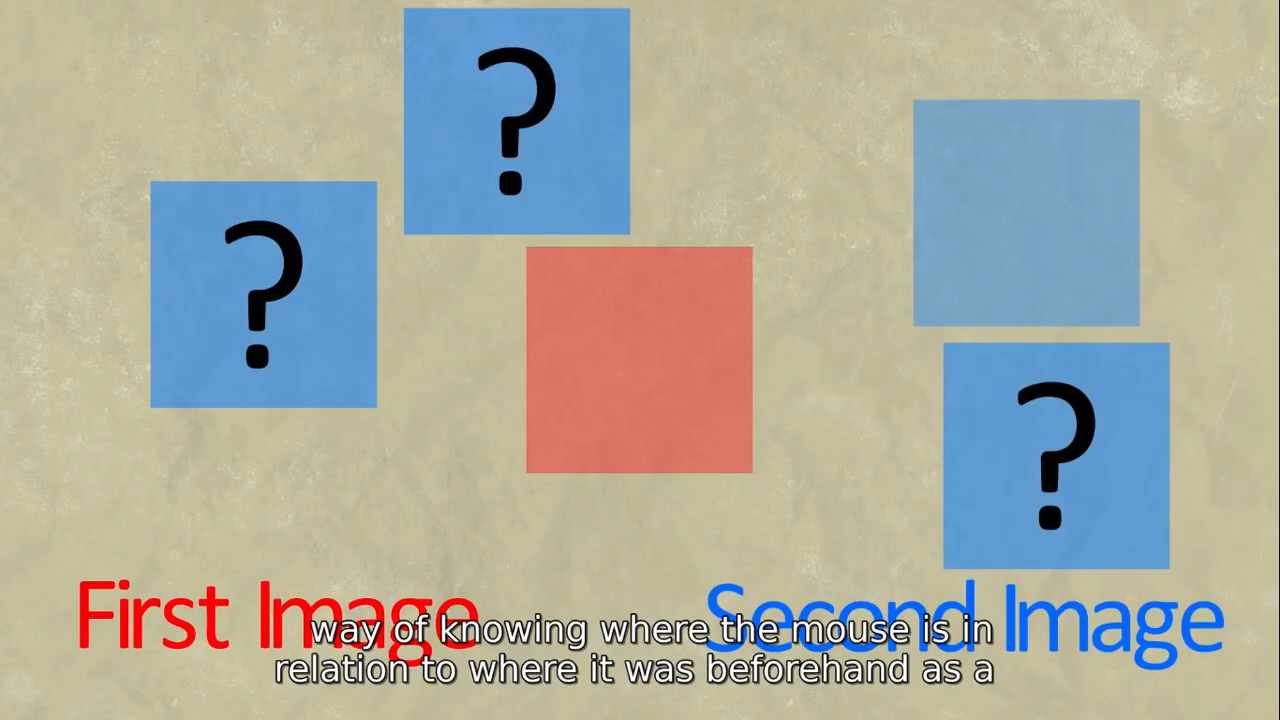 ?
?
?
First Image
Second Image
way of knowing where the mouse is in
relation to where it was beforehand as a